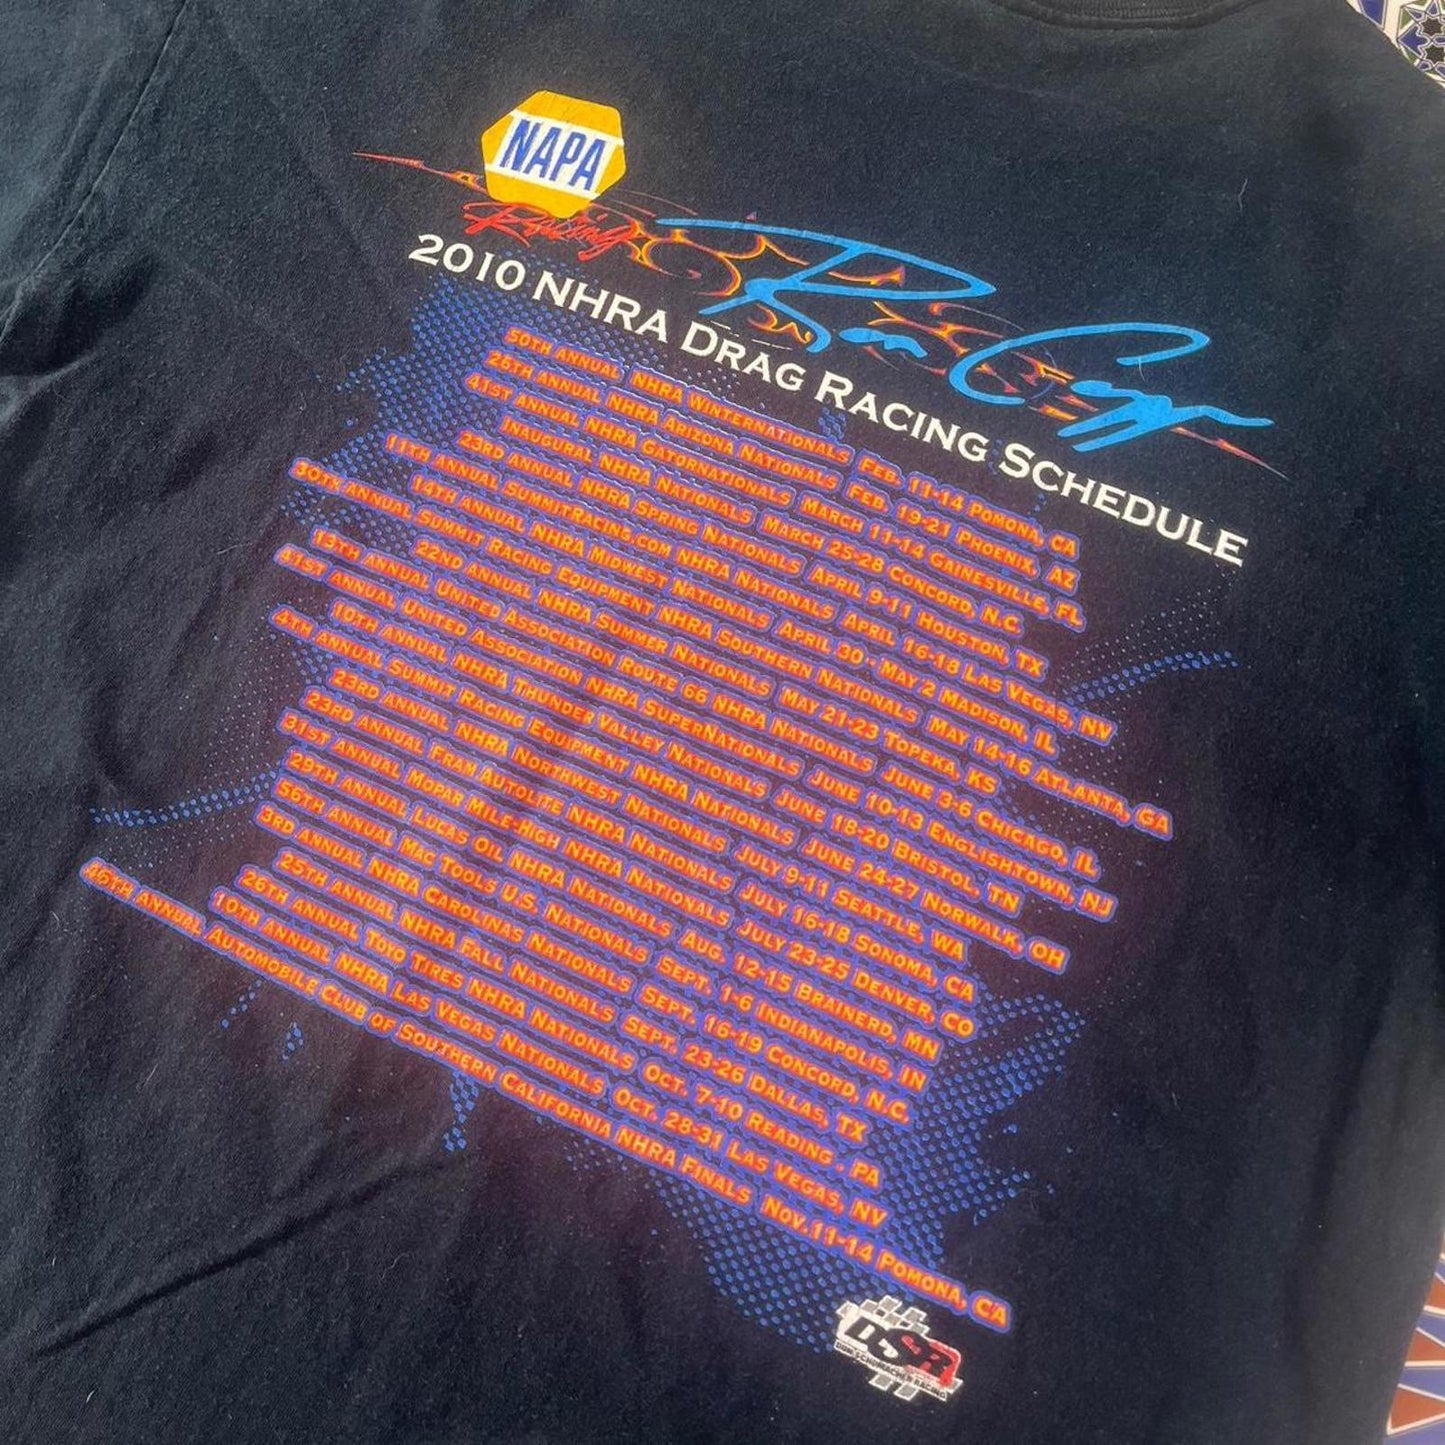 NAPA
Racing
Ron Capps
2010 NHRA Drag Racing Schedule
50th annual NHRA Winternationals Feb. 11-14 Pomona, CA
26th annual NHRA Arizona Nationals Feb. 19-21 Phoenix, AZ
41st annual NHRA Gatornationals March 11-14 Gainesville, FL
Inaugural NHRA Nationals March 25-28 Concord, N.C.
23rd annual NHRA Spring Nationals April 9-11 Houston, TX
11th annual SummitRacing.com NHRA Nationals April 16-18 Las Vegas, NV
14th annual NHRA Midwest Nationals April 30 - May 2 Madison, IL
30th annual Summit Racing Equipment NHRA Southern Nationals May 14-16 Atlanta, GA
22nd annual NHRA Summer Nationals May 21-23 Topeka, KS
13th annual United Association Route 66 NHRA Nationals June 3-6 Chicago, IL
41st annual United Association NHRA SuperNationals June 10-13 Englishtown, NJ
10th annual NHRA Thunder Valley Nationals June 18-20 Bristol, TN
4th annual Summit Racing Equipment NHRA Nationals June 24-27 Norwalk, OH
23rd annual NHRA Northwest Nationals July 9-11 Seattle, WA
23rd annual Fram Autolite NHRA Nationals July 16-18 Sonoma, CA
31st annual Mopar Mile-High NHRA Nationals July 23-25 Denver, CO
29th annual Lucas Oil NHRA Nationals Aug. 12-15 Brainerd, MN
56th annual Mac Tools U.S. Nationals Sept. 1-6 Indianapolis, IN
3rd annual NHRA Carolinas Nationals Sept. 16-19 Concord, N.C.
25th annual NHRA Fall Nationals Sept. 23-26 Dallas, TX
26th annual Toyo Tires NHRA Nationals Oct. 7-10 Reading - PA
10th annual NHRA Las Vegas Nationals Oct. 28-31 Las Vegas, NV
46th annual Automobile Club of Southern California NHRA Finals Nov. 11-14 Pomona, CA
DSR
DON SCHUMACHER RACING